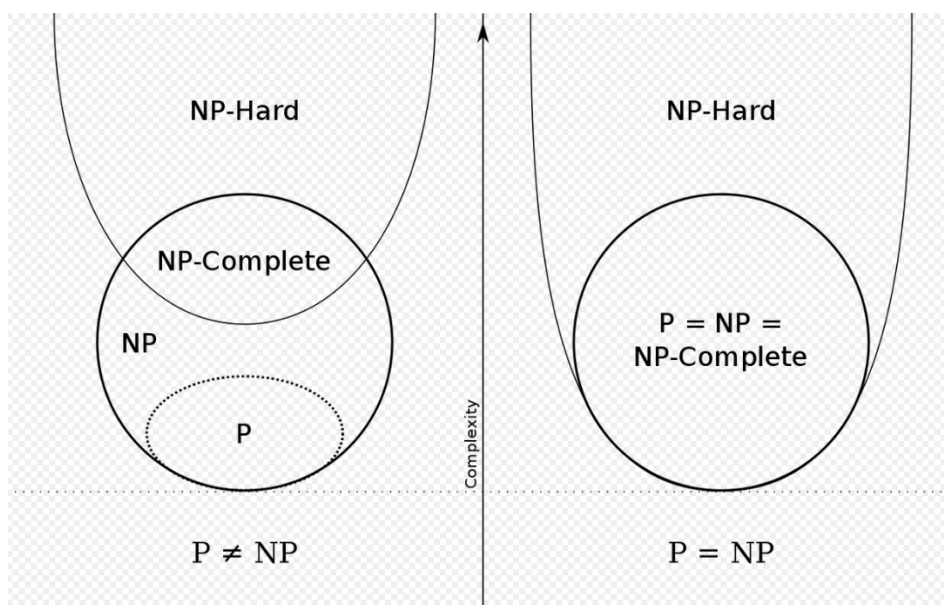 NP-Hard
NP-Complete
NP
P
P ≠ NP
Complexity
NP-Hard
P = NP =
NP-Complete
P = NP